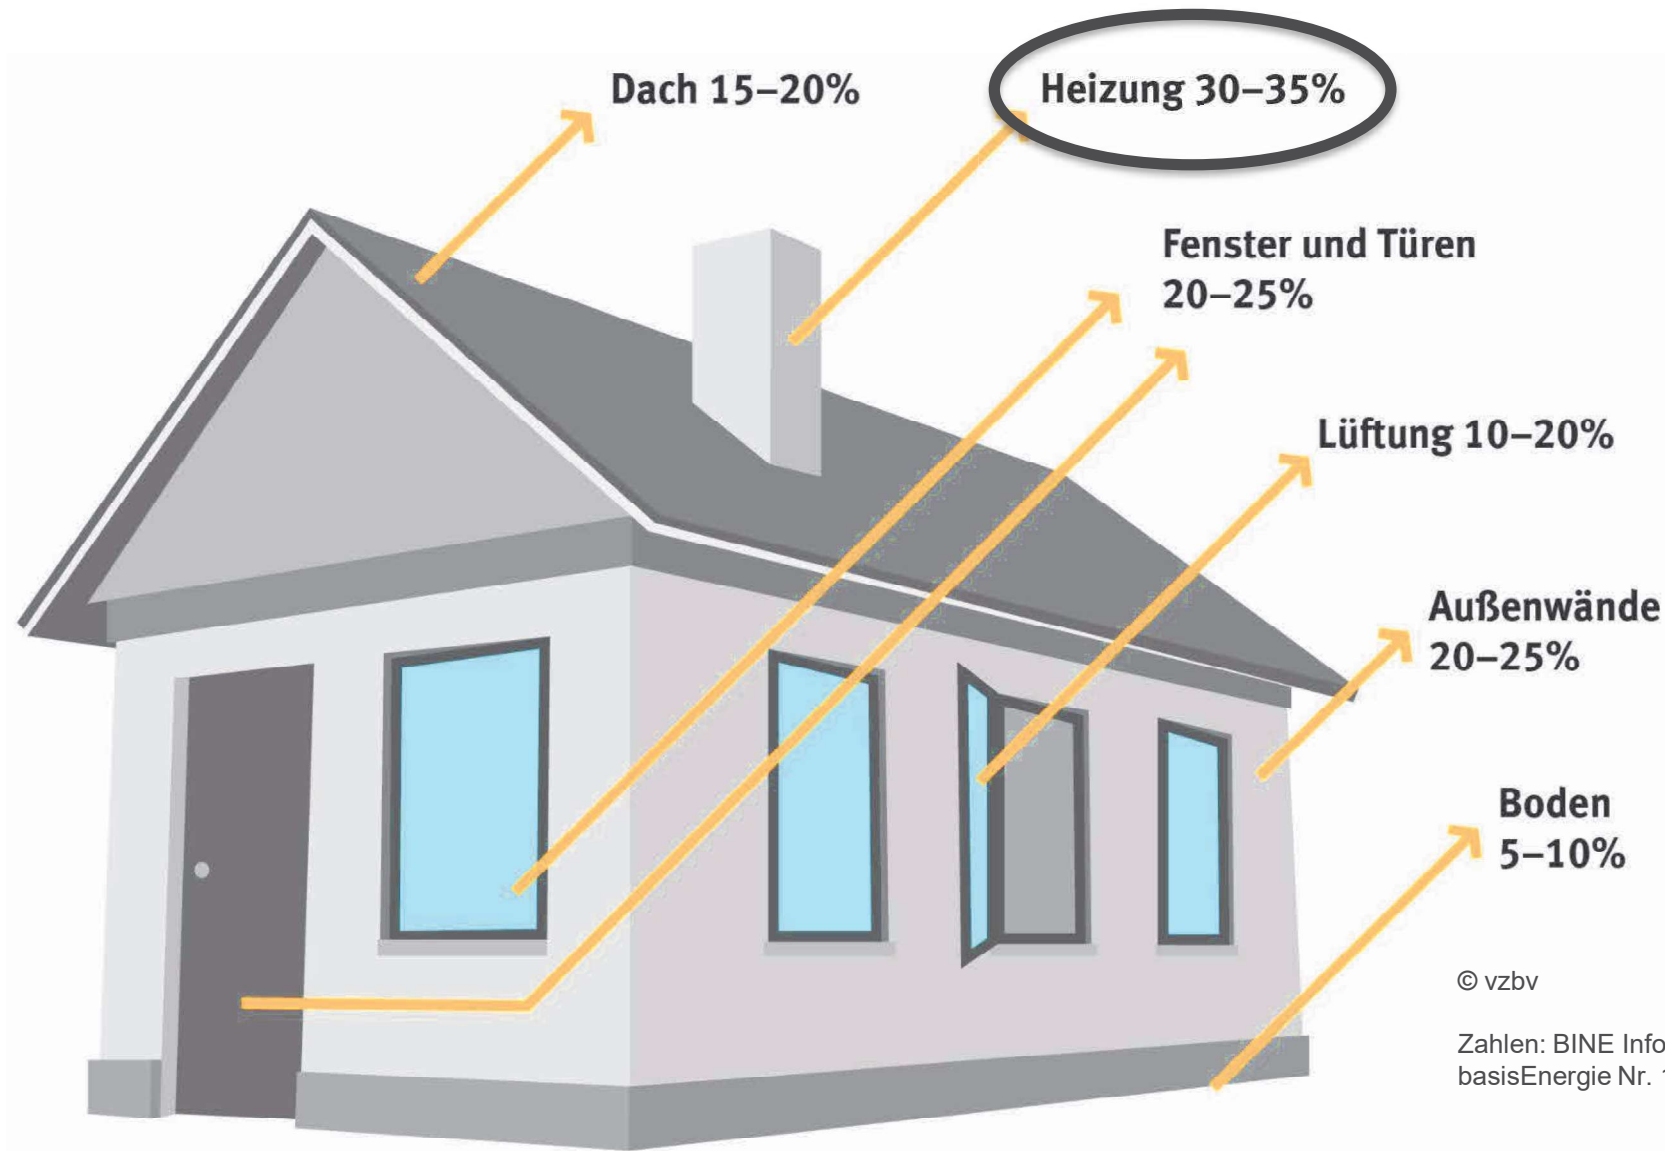 Dach 15–20%
Heizung 30–35%
Fenster und Türen
20–25%
Lüftung 10–20%
Außenwände
20–25%
Boden
5–10%
© vzbv
Zahlen: BINE Info
basisEnergie Nr.